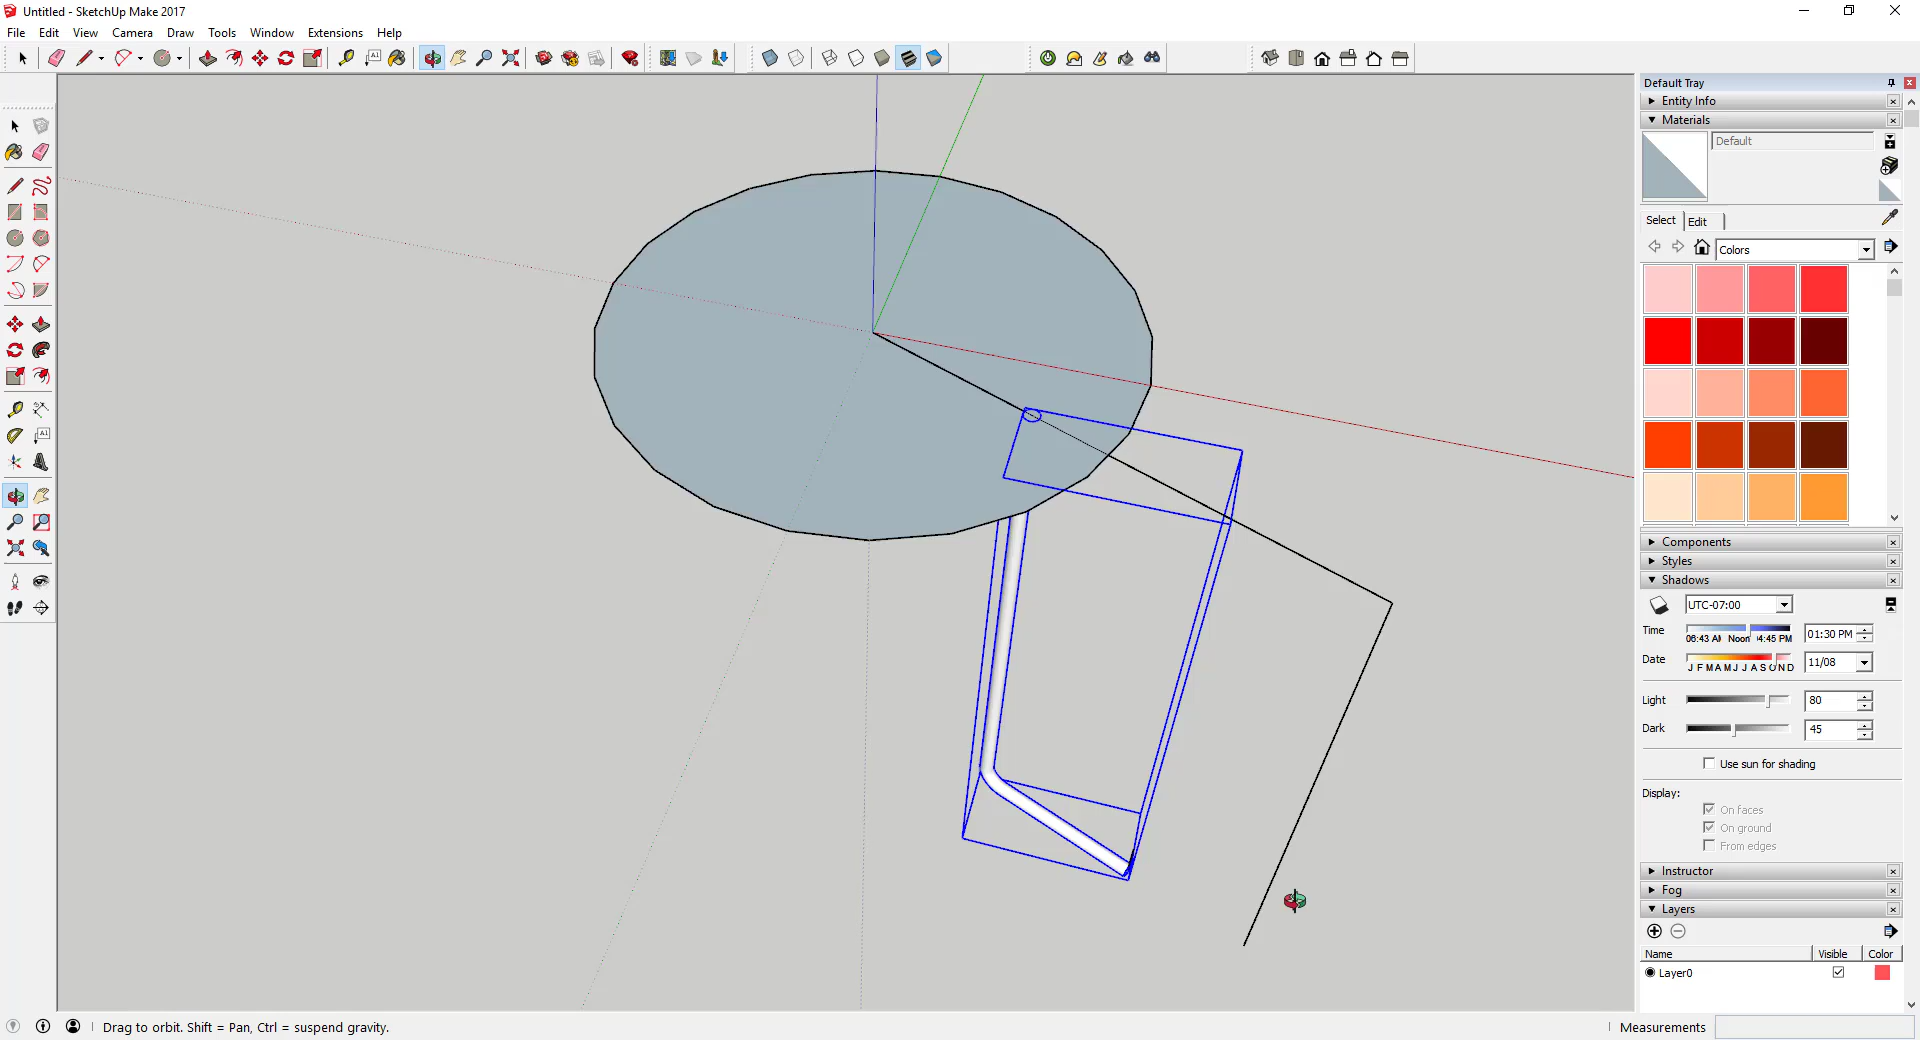 Untitled - SketchUp Make 2017
File Edit View Camera Draw Tools Window Extensions Help
Default Tray
Entity Info
Materials
Default
Select Edit
Colors
Components
Styles
Shadows
UTC-07:00
Time
06:43 AM Noon 04:45 PM
01:30 PM
Date
J F M A M J J A S O N D
11/08
Light
80
Dark
45
Use sun for shading
Display:
On faces
On ground
From edges
Instructor
Fog
Layers
Name Visible Color
Layer0
Drag to orbit. Shift = Pan, Ctrl = suspend gravity.
Measurements